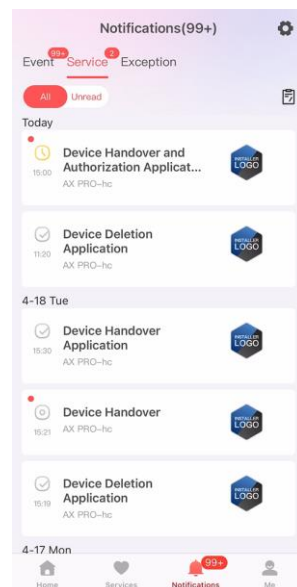 Notifications(99+)
99+
2
Event Service Exception
All Unread
Today
Device Handover and
Authorization Applicat...
15:00
AX PRO-hc
INSTALLER
LOGO
Device Deletion
Application
11:20
AX PRO-hc
INSTALLER
LOGO
4-18 Tue
Device Handover
Application
15:30
AX PRO-hc
INSTALLER
LOGO
Device Handover
15:21
AX PRO-hc
INSTALLER
LOGO
Device Deletion
Application
15:19
AX PRO-hc
INSTALLER
LOGO
4-17 Mon
99+
Home Services Notifications Me